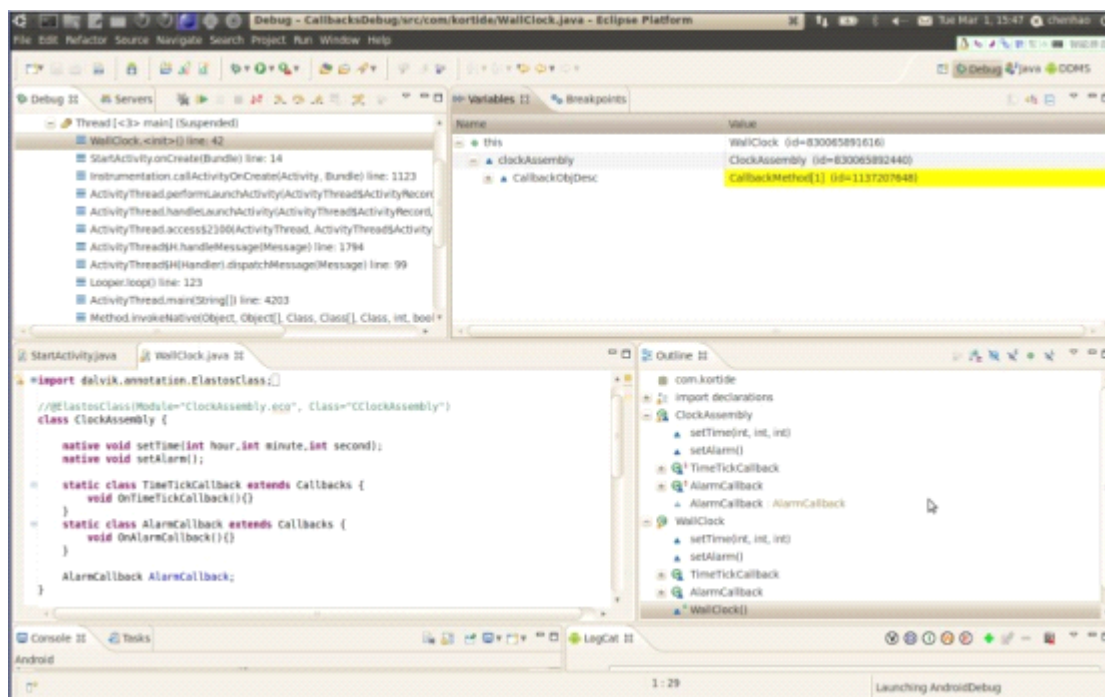 Debug - CallbacksDebug/src/com/kortide/WallClock.java - Eclipse Platform
Tue Mar 1, 15:47 chenhao
File Edit Refactor Source Navigate Search Project Run Window Help
Debug Java DDMS
Debug Servers
Variables Breakpoints
Thread [<3> main] (Suspended)
WallClock.<init>() line: 42
StartActivity.onCreate(Bundle) line: 14
Instrumentation.callActivityOnCreate(Activity, Bundle) line: 1123
ActivityThread.performLaunchActivity(ActivityThread$ActivityRecord
ActivityThread.handleLaunchActivity(ActivityThread$ActivityRecord,
ActivityThread.access$2100(ActivityThread, ActivityThread$Activity
ActivityThread$H.handleMessage(Message) line: 1794
ActivityThread$H(Handler).dispatchMessage(Message) line: 99
Looper.loop() line: 123
ActivityThread.main(String[]) line: 4203
Method.invokeNative(Object, Object[], Class, Class[], Class, int, bool
Name Value
this WallClock (id=830065891616)
clockAssembly ClockAssembly (id=830065892440)
CallbackObjDesc CallbackMethod[1] (id=1137207648)
StartActivity.java WallClock.java
import dalvik.annotation.ElastosClass;
//@ElastosClass(Module="ClockAssembly.eco", Class="CClockAssembly")
class ClockAssembly {
native void setTime(int hour,int minute,int second);
native void setAlarm();
static class TimeTickCallback extends Callbacks {
void OnTimeTickCallback(){}
}
static class AlarmCallback extends Callbacks {
void OnAlarmCallback(){}
}
AlarmCallback AlarmCallback;
}
Outline
com.kortide
import declarations
ClockAssembly
setTime(int, int, int)
setAlarm()
TimeTickCallback
AlarmCallback
AlarmCallback : AlarmCallback
WallClock
setTime(int, int, int)
setAlarm()
TimeTickCallback
AlarmCallback
WallClock()
Console Tasks
Android
LogCat
V D I W E
1 : 29
Launching AndroidDebug